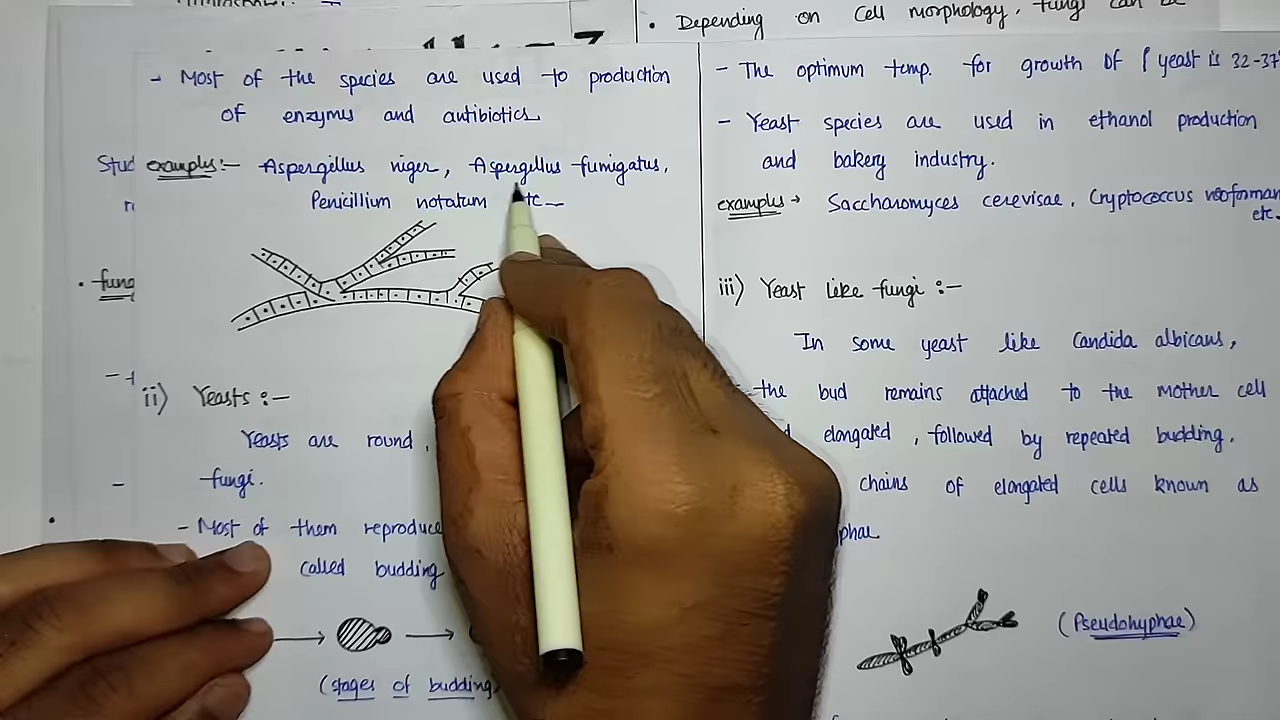 • Depending on Cell morphology, fungi can be
- Most of the species are used to production
of enzymes and antibiotics
Stud
examples:- Aspergillus niger, Aspergillus fumigatus,
Penicillium notatum etc
• fung
ii) Yeasts :-
Yeasts are round,
fungi.
- Most of them reproduce
called budding
(stages of budding
- The optimum temp. for growth of yeast is 32-37
- Yeast species are used in ethanol production
and bakery industry.
examples → Saccharomyces cerevisae, Cryptococcus neoforman
etc.
iii) Yeast like fungi :-
In some yeast like Candida albicans,
the bud remains attached to the mother cell
elongated, followed by repeated budding.
chains of elongated cells known as
phae
(Pseudohyphae)